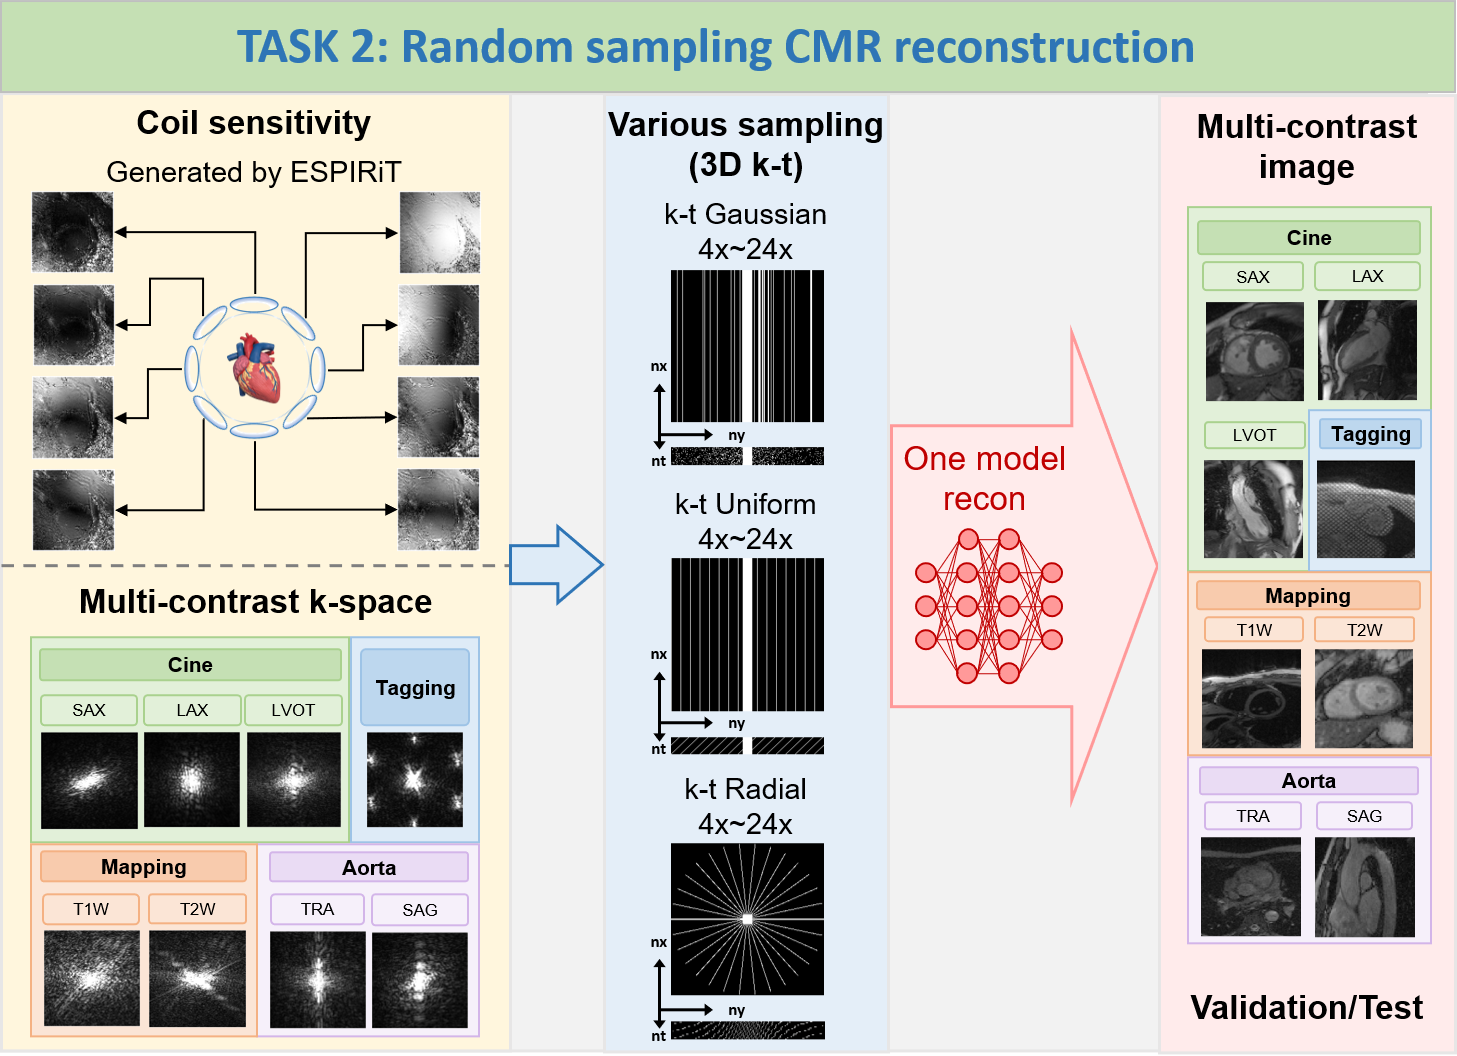 TASK 2: Random sampling CMR reconstruction
Coil sensitivity
Generated by ESPIRiT
Multi-contrast k-space
Cine
SAX
LAX
LVOT
Tagging
Mapping
T1W
T2W
Aorta
TRA
SAG
Various sampling
(3D k-t)
k-t Gaussian
4x~24x
nx
ny
nt
k-t Uniform
4x~24x
nx
ny
nt
k-t Radial
4x~24x
nx
ny
nt
One model
recon
Multi-contrast
image
Cine
SAX
LAX
LVOT
Tagging
Mapping
T1W
T2W
Aorta
TRA
SAG
Validation/Test